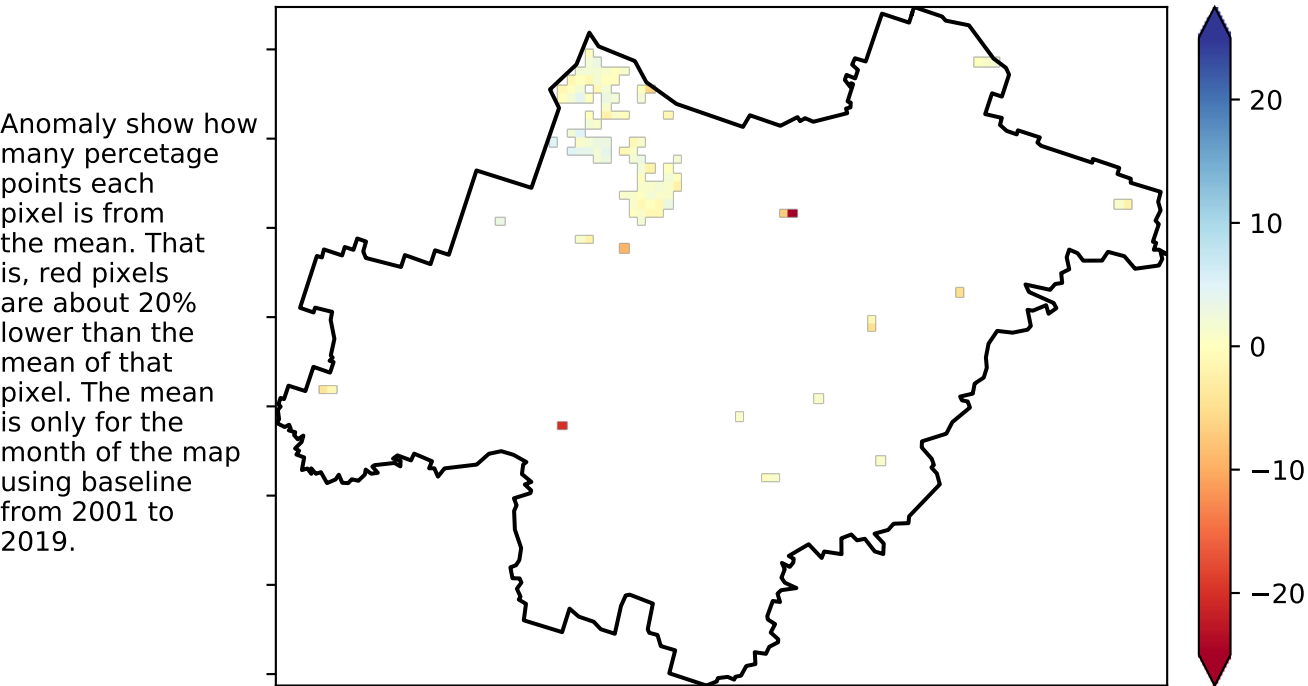 Anomaly show how
many percetage
points each
pixel is from
the mean. That
is, red pixels
are about 20%
lower than the
mean of that
pixel. The mean
is only for the
month of the map
using baseline
from 2001 to
2019.
20
10
0
−10
−20